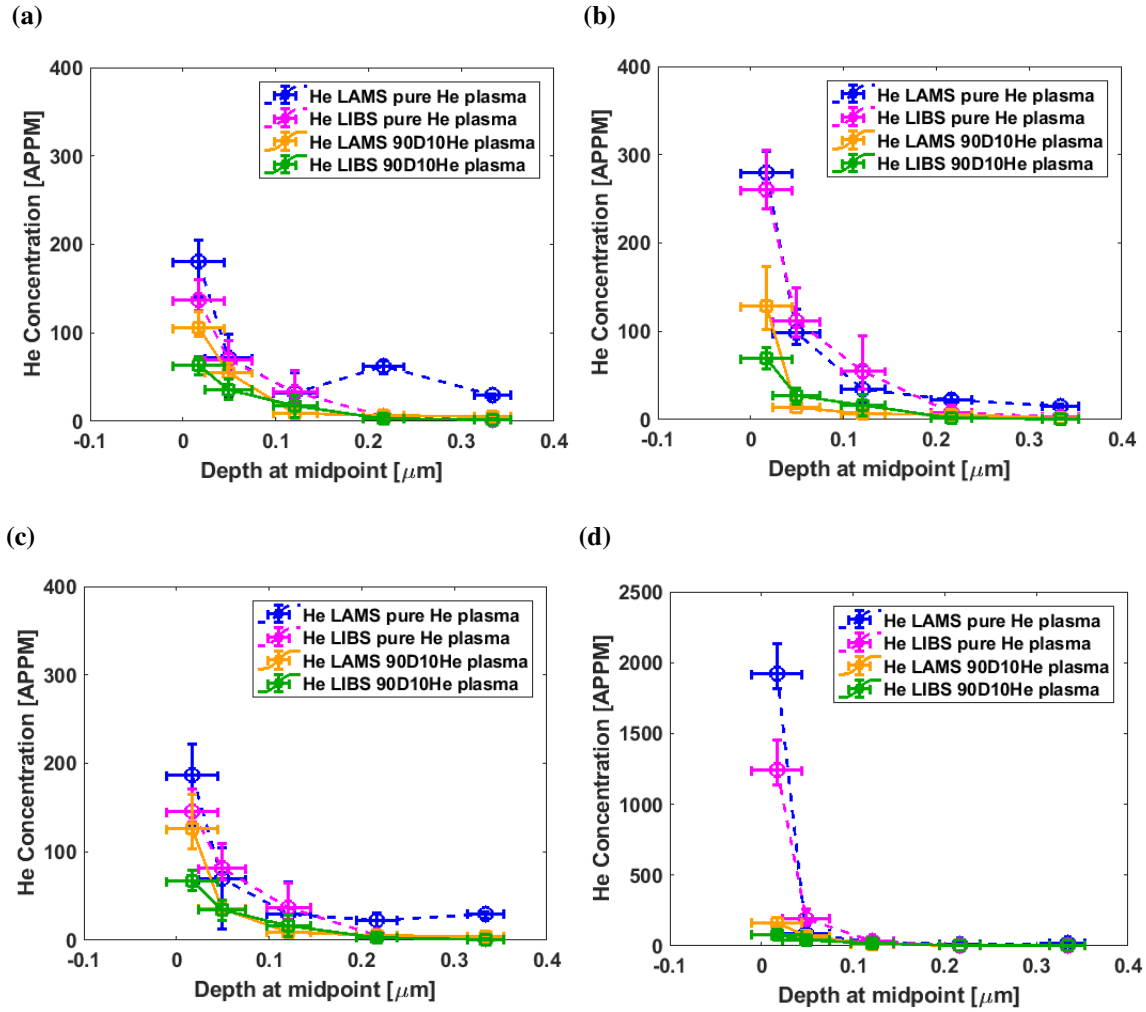 (a)
400
300
200
100
0
-0.1 0 0.1 0.2 0.3 0.4
He Concentration [APPM]
Depth at midpoint [μm]
He LAMS pure He plasma
He LIBS pure He plasma
He LAMS 90D10He plasma
He LIBS 90D10He plasma
(b)
400
300
200
100
0
-0.1 0 0.1 0.2 0.3 0.4
He Concentration [APPM]
Depth at midpoint [μm]
He LAMS pure He plasma
He LIBS pure He plasma
He LAMS 90D10He plasma
He LIBS 90D10He plasma
(c)
400
300
200
100
0
-0.1 0 0.1 0.2 0.3 0.4
He Concentration [APPM]
Depth at midpoint [μm]
He LAMS pure He plasma
He LIBS pure He plasma
He LAMS 90D10He plasma
He LIBS 90D10He plasma
(d)
2500
2000
1500
1000
500
0
-0.1 0 0.1 0.2 0.3 0.4
He Concentration [APPM]
Depth at midpoint [μm]
He LAMS pure He plasma
He LIBS pure He plasma
He LAMS 90D10He plasma
He LIBS 90D10He plasma